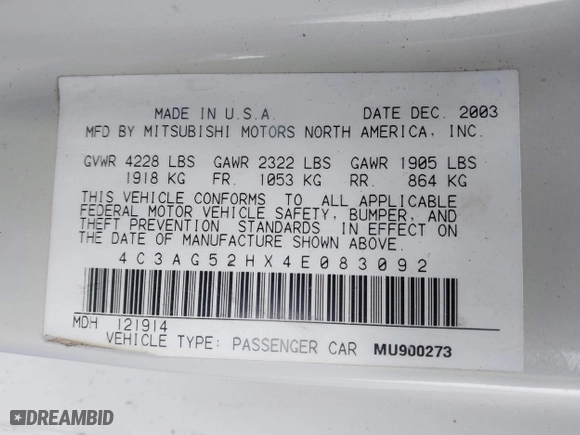 MADE IN U.S.A. DATE DEC. 2003
MFD BY MITSUBISHI MOTORS NORTH AMERICA, INC.
GVWR 4228 LBS GAWR 2322 LBS GAWR 1905 LBS
1918 KG FR. 1053 KG RR. 864 KG
THIS VEHICLE CONFORMS TO ALL APPLICABLE
FEDERAL MOTOR VEHICLE SAFETY, BUMPER, AND
THEFT PREVENTION STANDARDS IN EFFECT ON
THE DATE OF MANUFACTURE SHOWN ABOVE.
4C3AG52HX4E083092
MDH 121914
VEHICLE TYPE: PASSENGER CAR MU900273
DREAMBID